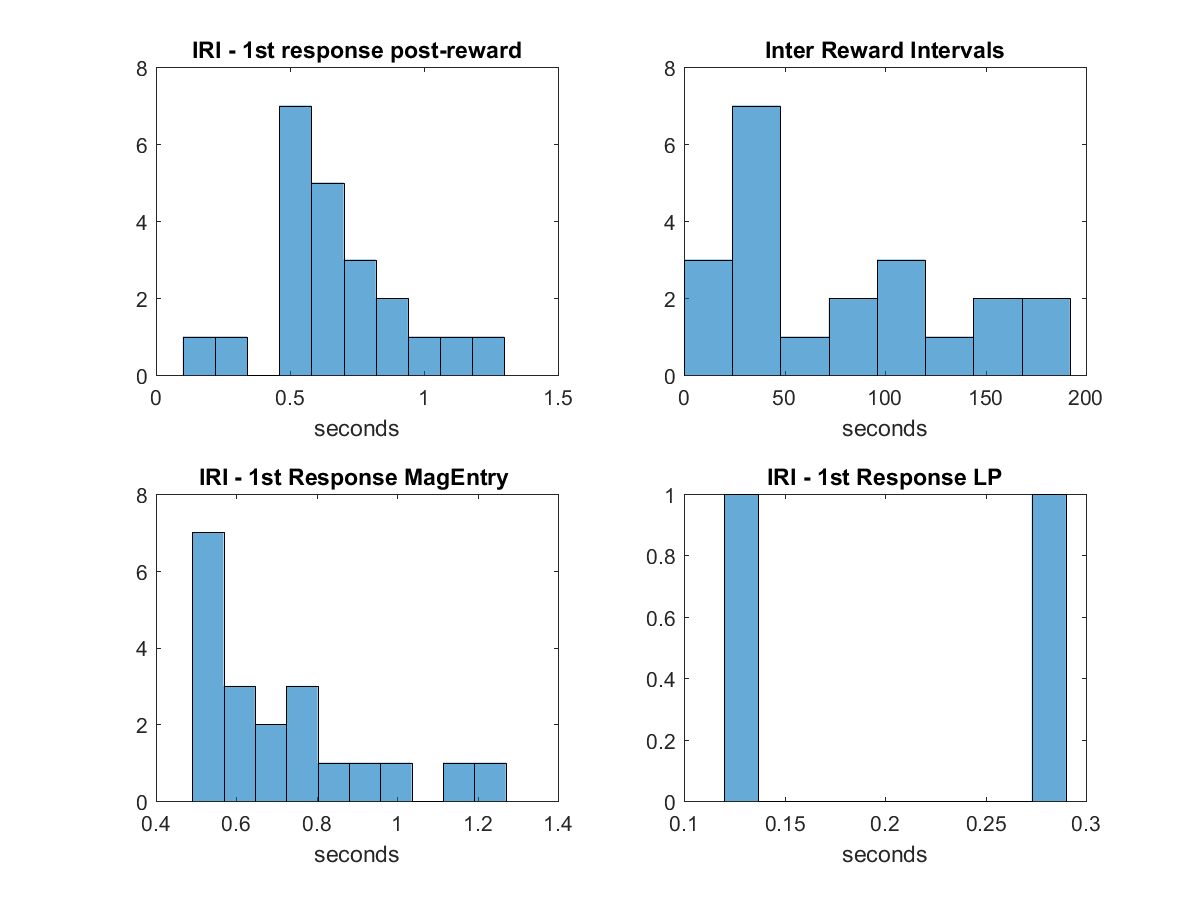 IRI - 1st response post-reward
8
6
4
2
0
0 0.5 1 1.5
seconds
Inter Reward Intervals
8
6
4
2
0
0 50 100 150 200
seconds
IRI - 1st Response MagEntry
8
6
4
2
0
0.4 0.6 0.8 1 1.2 1.4
seconds
IRI - 1st Response LP
1
0.8
0.6
0.4
0.2
0
0.1 0.15 0.2 0.25 0.3
seconds